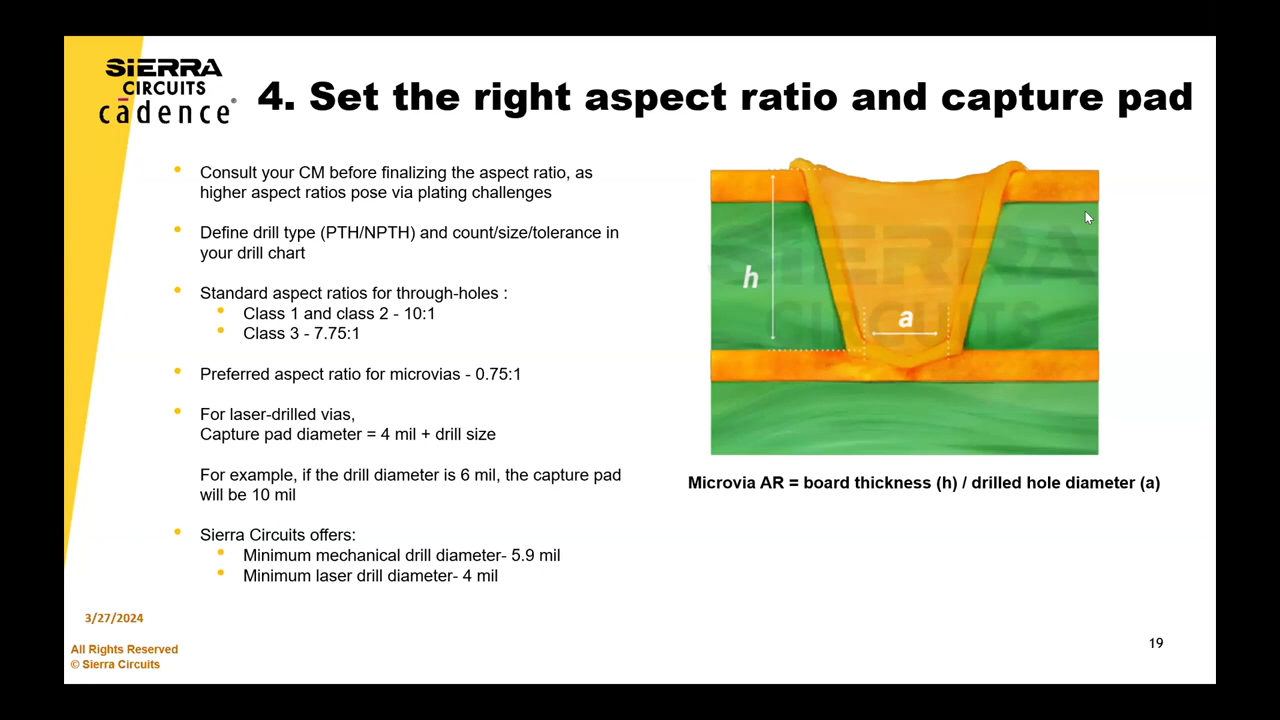 SiERRA
CIRCUITS
cādence®
4. Set the right aspect ratio and capture pad
• Consult your CM before finalizing the aspect ratio, as
higher aspect ratios pose via plating challenges
• Define drill type (PTH/NPTH) and count/size/tolerance in
your drill chart
• Standard aspect ratios for through-holes :
• Class 1 and class 2 - 10:1
• Class 3 - 7.75:1
• Preferred aspect ratio for microvias - 0.75:1
• For laser-drilled vias,
Capture pad diameter = 4 mil + drill size
For example, if the drill diameter is 6 mil, the capture pad
will be 10 mil
• Sierra Circuits offers:
• Minimum mechanical drill diameter- 5.9 mil
• Minimum laser drill diameter- 4 mil
SiERRA
CIRCUITS
h
a
Microvia AR = board thickness (h) / drilled hole diameter (a)
3/27/2024
All Rights Reserved
© Sierra Circuits
19